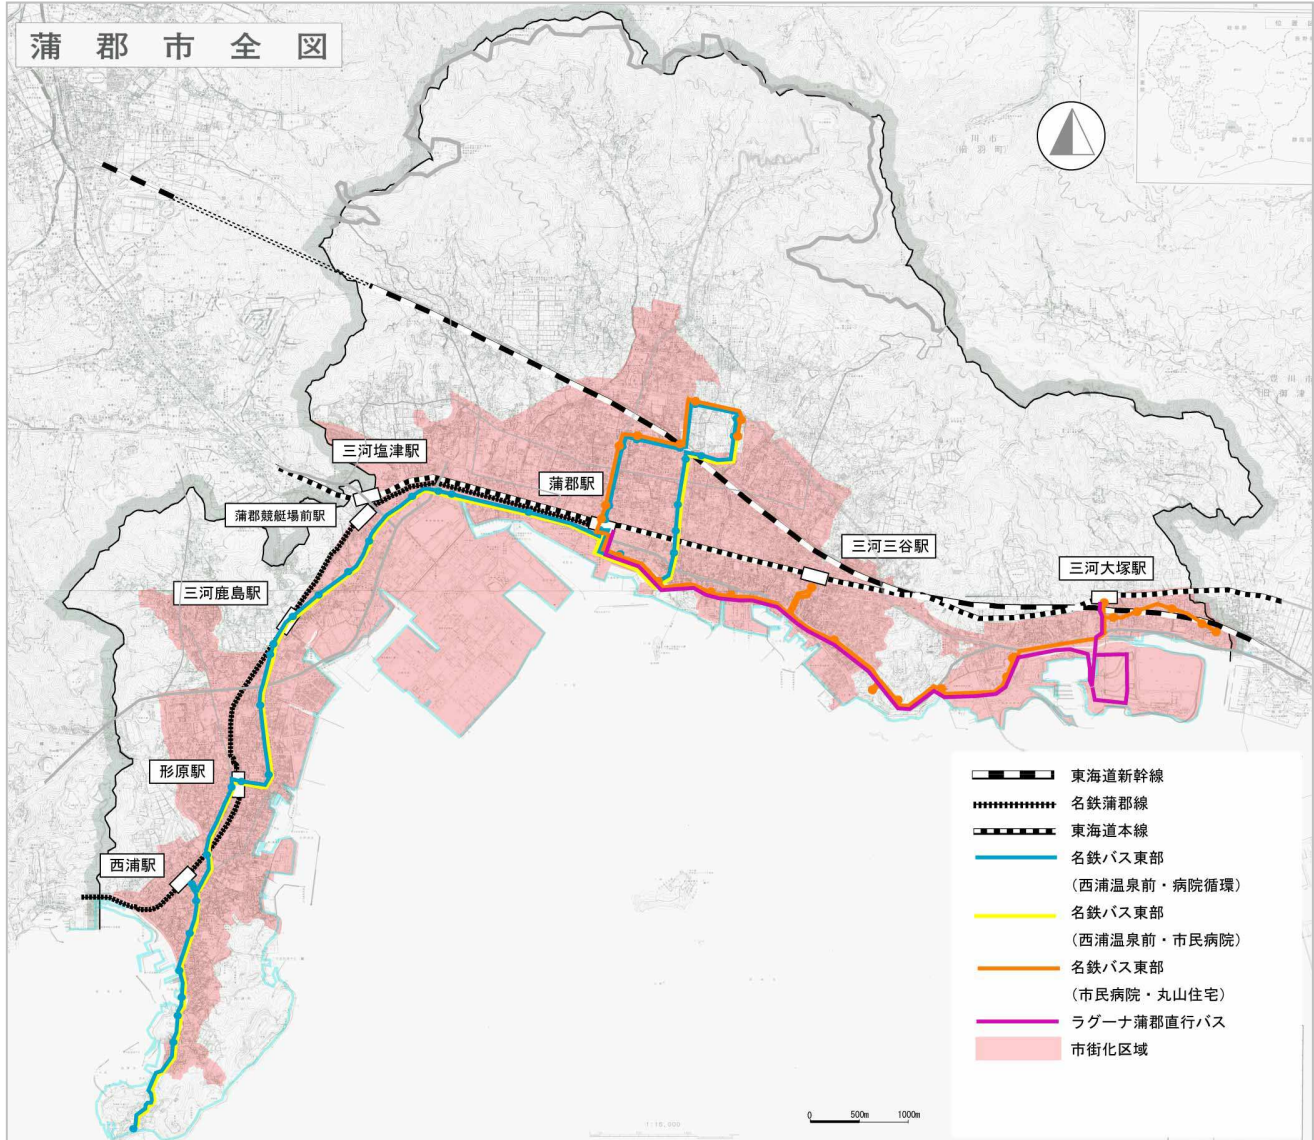 蒲郡市全図
三河塩津駅
蒲郡駅
蒲郡競艇場前駅
三河三谷駅
三河大塚駅
三河鹿島駅
形原駅
西浦駅
東海道新幹線
名鉄蒲郡線
東海道本線
名鉄バス東部
(西浦温泉前・病院循環)
名鉄バス東部
(西浦温泉前・市民病院)
名鉄バス東部
(市民病院・丸山住宅)
ラグーナ蒲郡直行バス
市街化区域
0 500m 1000m